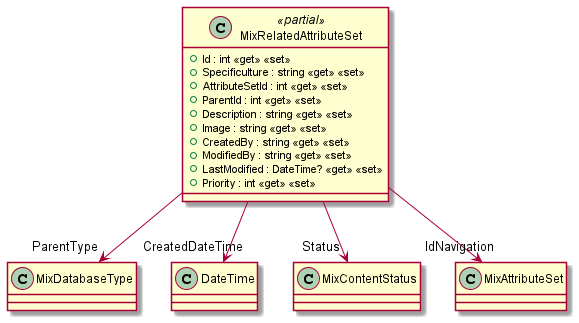 «partial»
C MixRelatedAttributeSet
Id : int «get» «set»
Specificulture : string «get» «set»
AttributeSetId : int «get» «set»
ParentId : int «get» «set»
Description : string «get» «set»
Image : string «get» «set»
CreatedBy : string «get» «set»
ModifiedBy : string «get» «set»
LastModified : DateTime? «get» «set»
Priority : int «get» «set»
ParentType CreatedDateTime Status IdNavigation
C MixDatabaseType C DateTime C MixContentStatus C MixAttributeSet